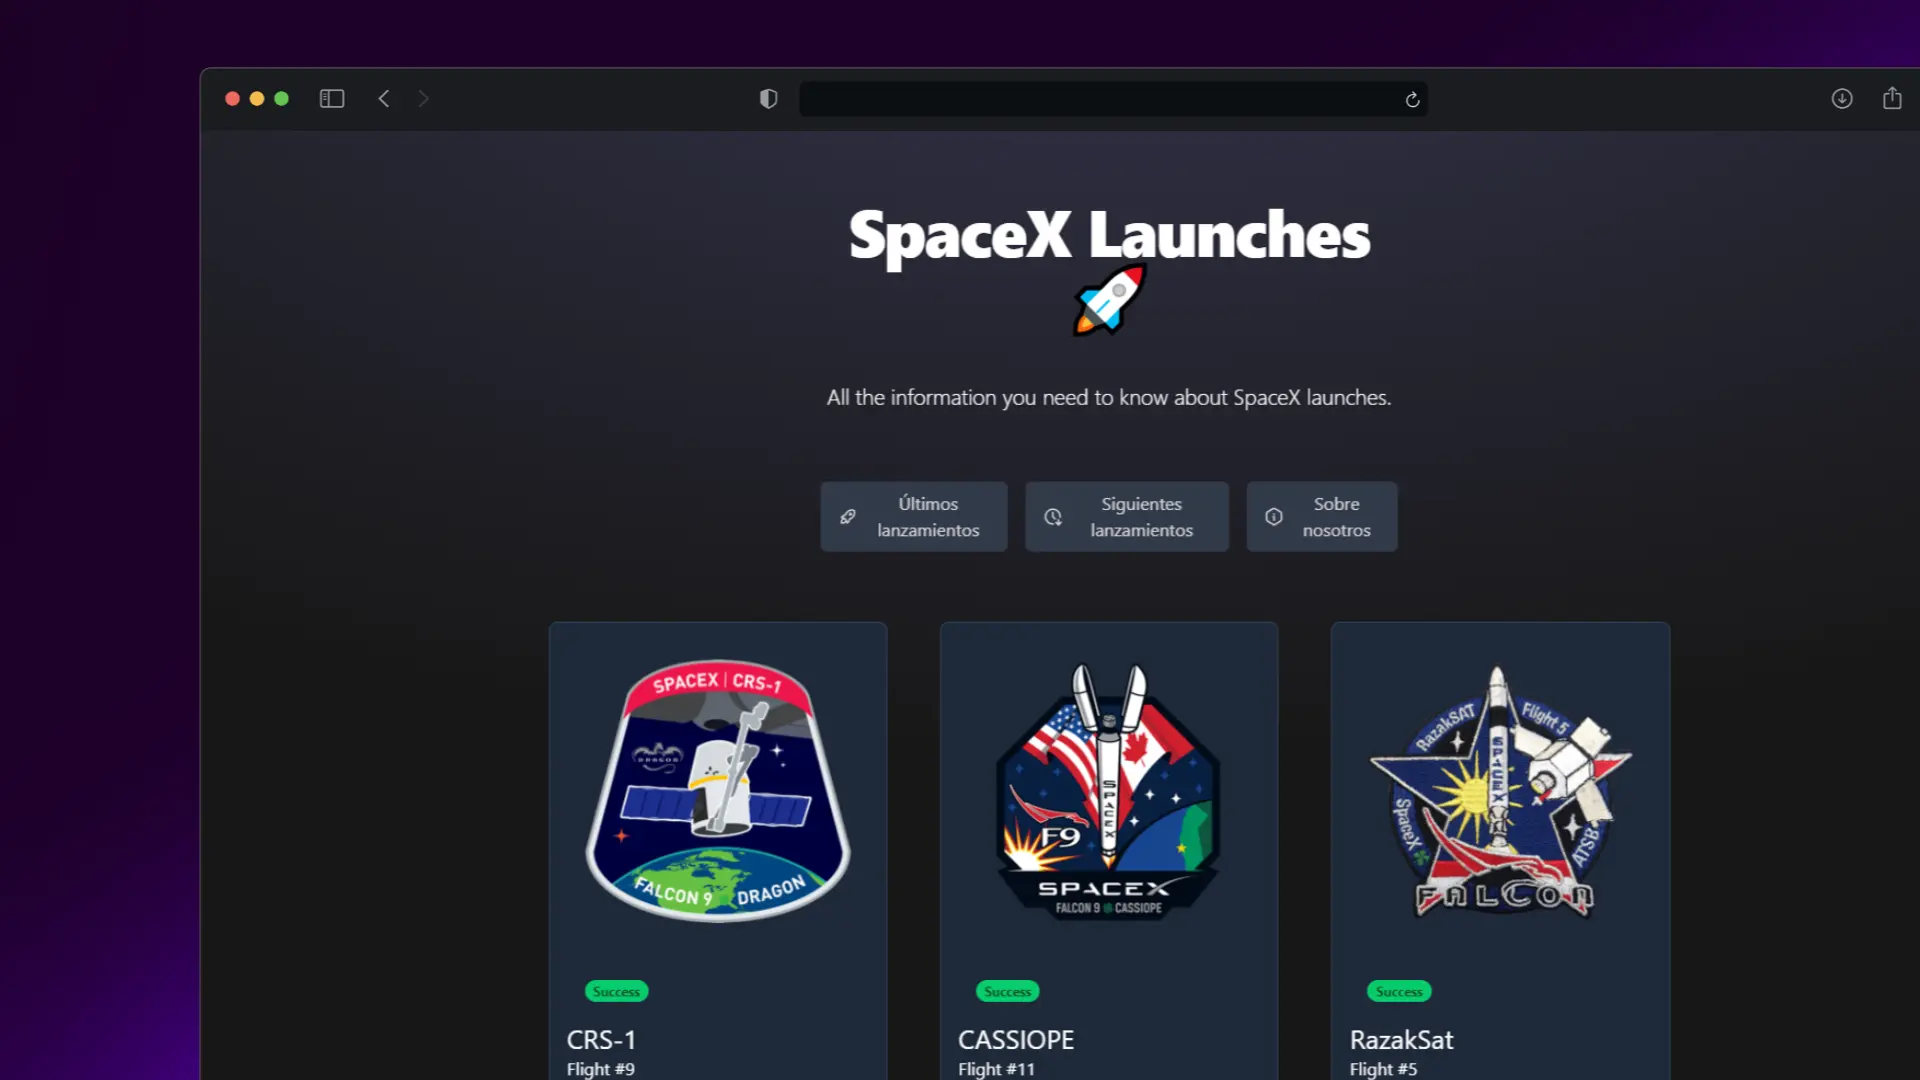 SpaceX Launches
All the information you need to know about SpaceX launches.
Últimos
lanzamientos
Siguientes
lanzamientos
Sobre
nosotros
SPACEX | CRS-1
DRAGON
FALCON 9 DRAGON
Success
CRS-1
Flight #9
SPACEX
F9
SPACEX
FALCON 9 CASSIOPE
Success
CASSIOPE
Flight #11
RazakSAT
Flight 5
SPACEX
SpaceX
ATSB
FALCON
Success
RazakSat
Flight #5